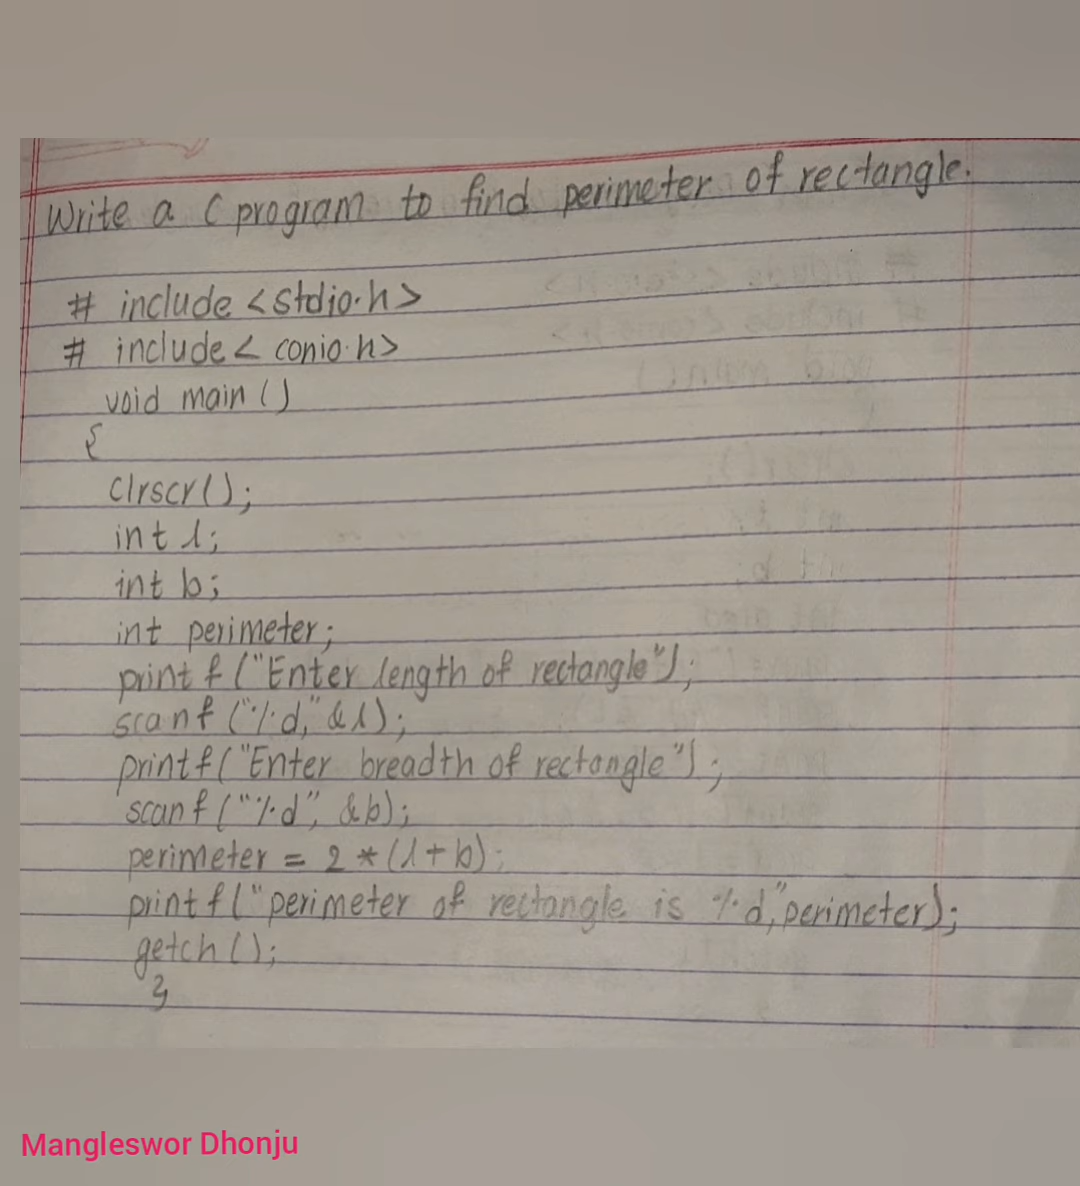 Write a C program to find perimeter of rectangle.
# include <stdio.h>
# include < conio.h>
void main ()
{
clrscr();
int l;
int b;
int perimeter;
printf ("Enter length of rectangle");
scanf ("%d," &l);
printf("Enter breadth of rectangle");
scanf ("%d", &b);
perimeter = 2 * (l+b);
printf("perimeter of rectangle is %d,"perimeter);
getch ();
}
Mangleswor Dhonju